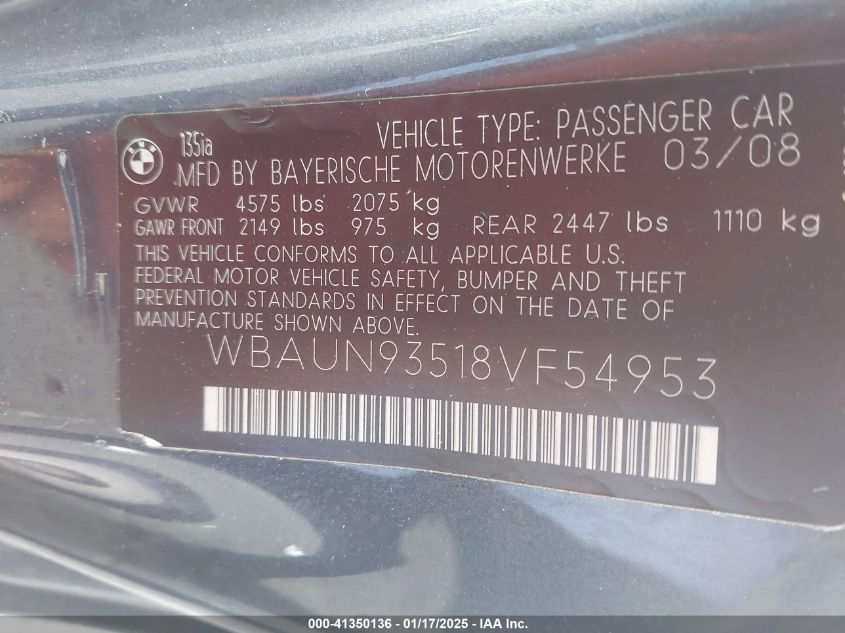 135ia
VEHICLE TYPE: PASSENGER CAR
MFD BY BAYERISCHE MOTORENWERKE 03/08
GVWR 4575 lbs 2075 kg
GAWR FRONT 2149 lbs 975 kg REAR 2447 lbs 1110 kg
THIS VEHICLE CONFORMS TO ALL APPLICABLE U.S.
FEDERAL MOTOR VEHICLE SAFETY, BUMPER AND THEFT
PREVENTION STANDARDS IN EFFECT ON THE DATE OF
MANUFACTURE SHOWN ABOVE.
WBAUN93518VF54953
000-41350136 - 01/17/2025 - IAA Inc.